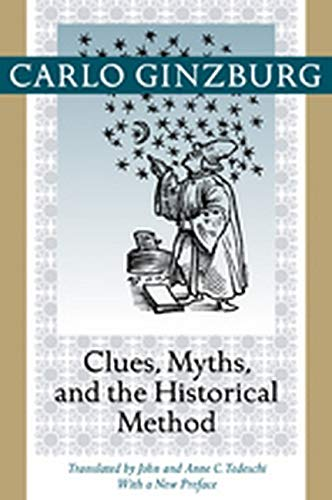 CARLO GINZBURG
Clues, Myths,
and the Historical
Method
Translated by John and Anne C. Tedeschi
With a New Preface